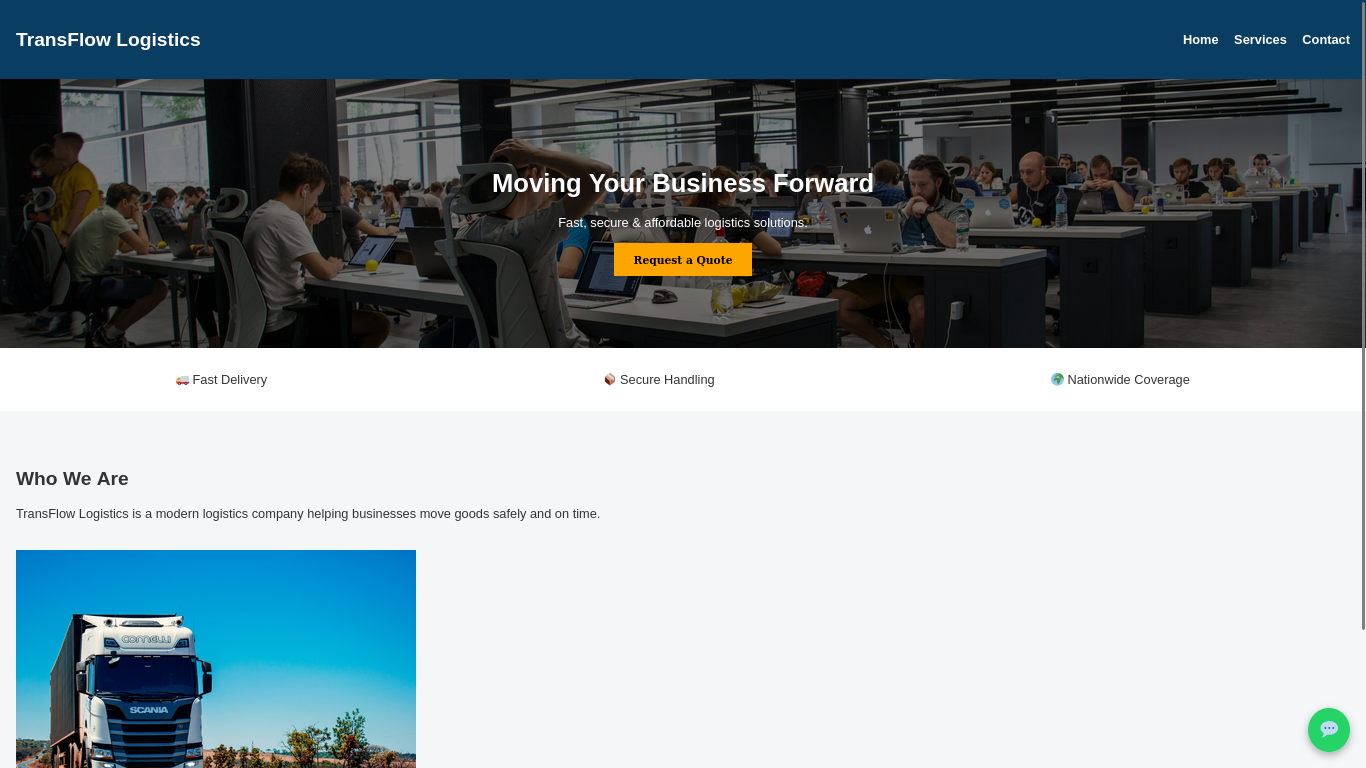 TransFlow Logistics
Home Services Contact
Moving Your Business Forward
Fast, secure & affordable logistics solutions.
Request a Quote
🚚 Fast Delivery
📦 Secure Handling
🌍 Nationwide Coverage
Who We Are
TransFlow Logistics is a modern logistics company helping businesses move goods safely and on time.
comelli
SCANIA